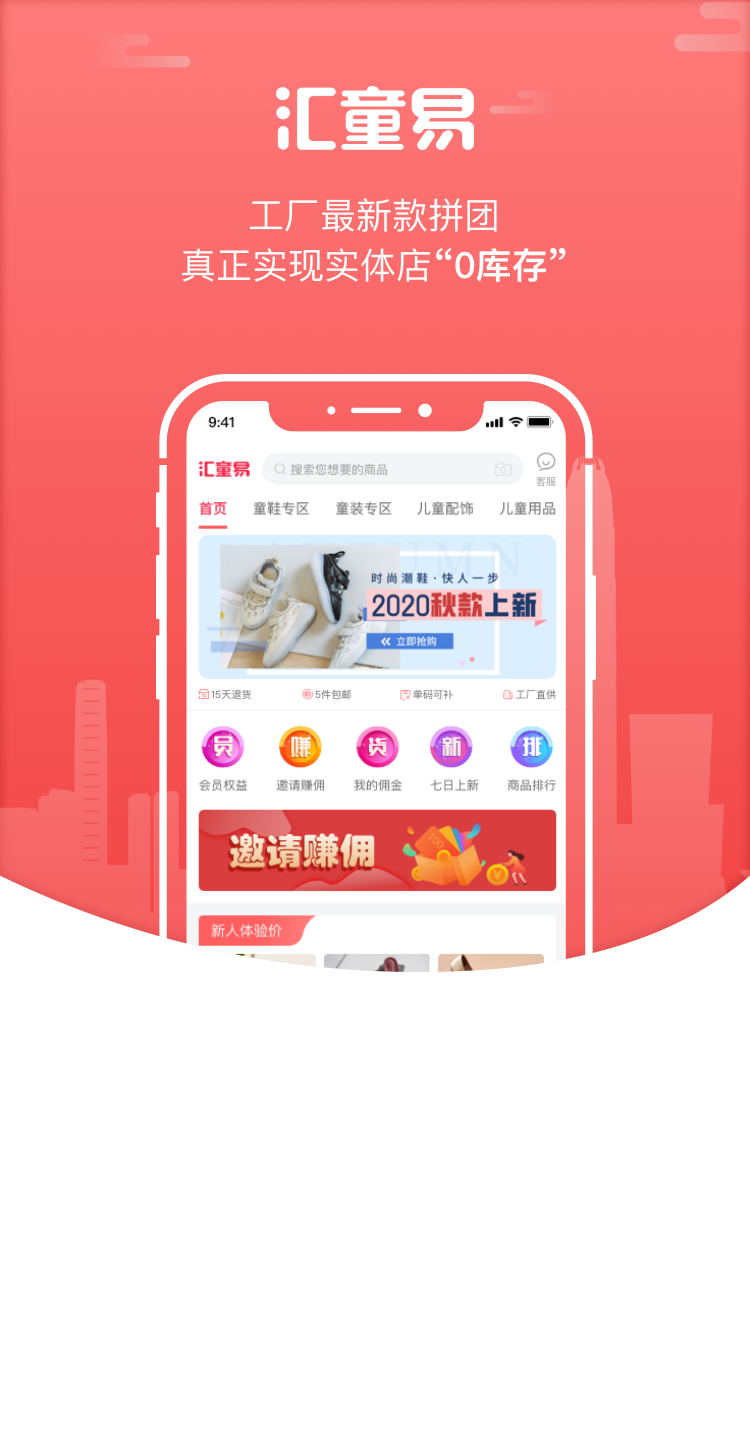 汇童易
工厂最新款拼团
真正实现实体店“0库存”
9:41
汇童易 搜索您想要的商品 客服
首页 童鞋专区 童装专区 儿童配饰 儿童用品
AUTUMN
时尚潮鞋·快人一步
2020秋款上新
立即抢购
15天退货 5件包邮 单码可补 工厂直供
员 赚 货 新 排
会员权益 邀请赚佣 我的佣金 七日上新 商品排行
邀请赚佣
100
¥
新人体验价